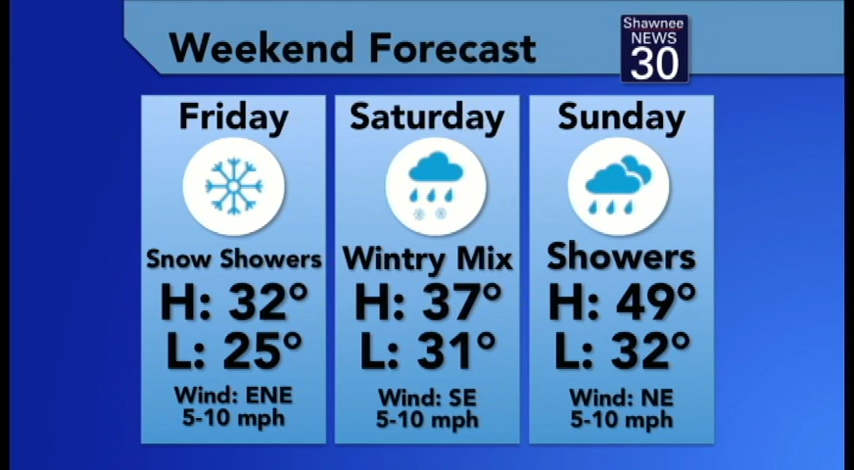 Weekend Forecast
Shawnee
NEWS
30
Friday
Snow Showers
H: 32°
L: 25°
Wind: ENE
5-10 mph
Saturday
Wintry Mix
H: 37°
L: 31°
Wind: SE
5-10 mph
Sunday
Showers
H: 49°
L: 32°
Wind: NE
5-10 mph